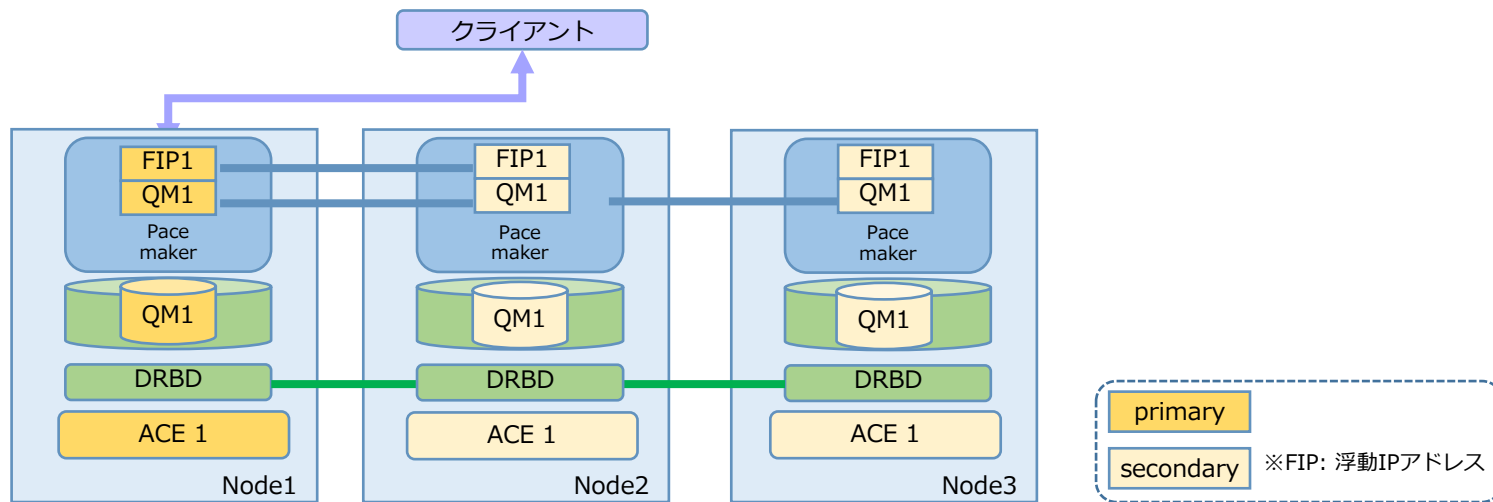 クライアント
FIP1
QM1
Pace
maker
QM1
DRBD
ACE 1
Node1
FIP1
QM1
Pace
maker
QM1
DRBD
ACE 1
Node2
FIP1
QM1
Pace
maker
QM1
DRBD
ACE 1
Node3
primary
secondary
※FIP: 浮動IPアドレス